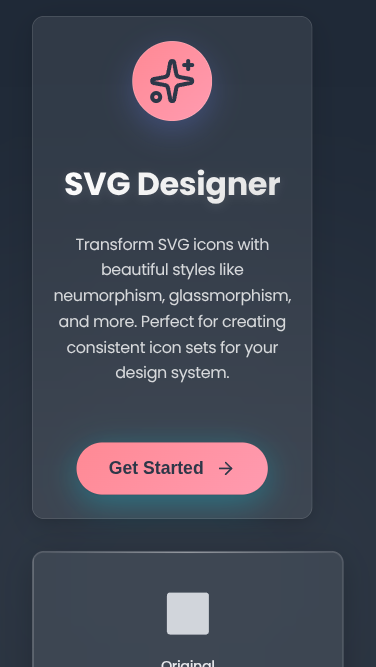 SVG Designer
Transform SVG icons with
beautiful styles like
neumorphism, glassmorphism,
and more. Perfect for creating
consistent icon sets for your
design system.
Get Started
Original